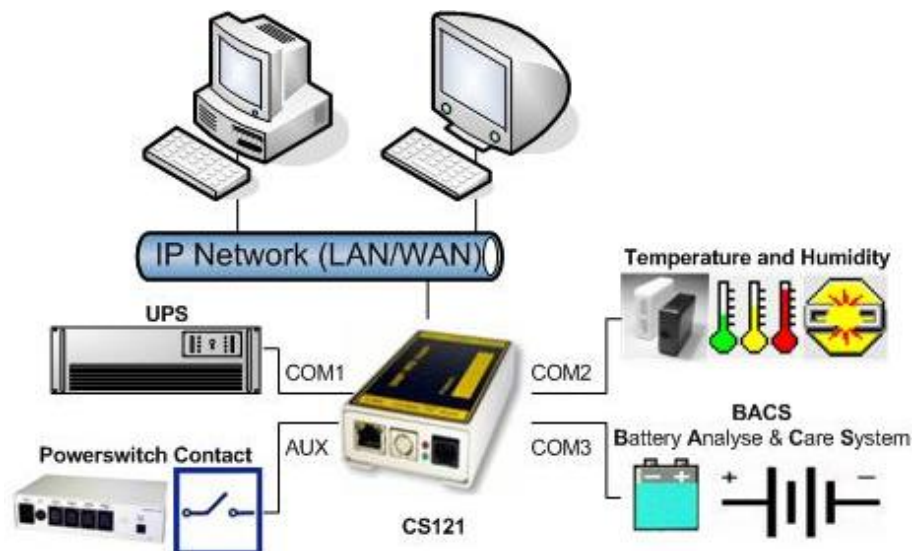 IP Network (LAN/WAN)
Temperature and Humidity
UPS
COM1
COM2
BACS
Battery Analyse & Care System
AUX
COM3
Powerswitch Contact
+
−
CS121